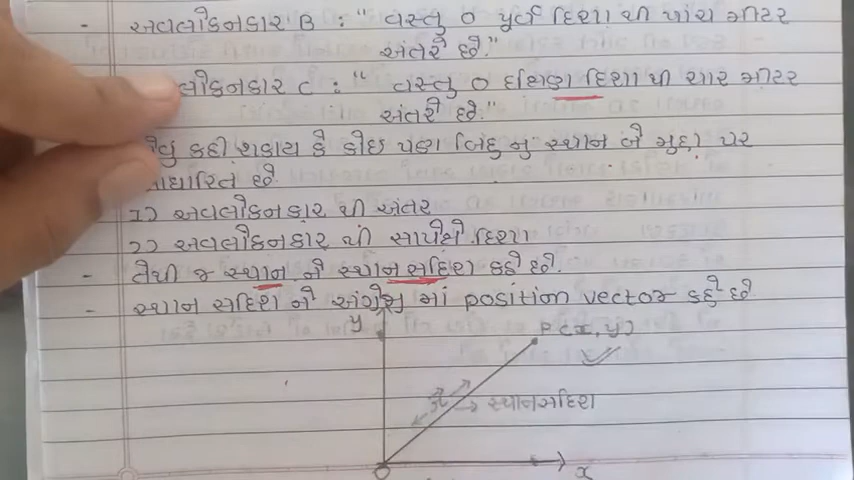 - અવલોકનકાર B : " વસ્તુ O પૂર્વ દિશા થી પાંચ મીટર
અંતરે છે."
લોકનકાર C : " વસ્તુ O દક્ષિણ દિશા થી ચાર મીટર
અંતરે છે."
કહી શકાય કે કોઇ પણ બિંદુ નુ સ્થાન બે મુદ્દા પર
ધારિત છે.
1) અવલોકનકાર થી અંતર
2) અવલોકનકાર થી સાપેક્ષે દિશા
- તેથી જ સ્થાન ને સ્થાન સદિશ કહે છે.
- સ્થાન સદિશ ને અંગ્રેજી માં position vector કહે છે
y
P(x, y)
→ સ્થાનસદિશ
O
x